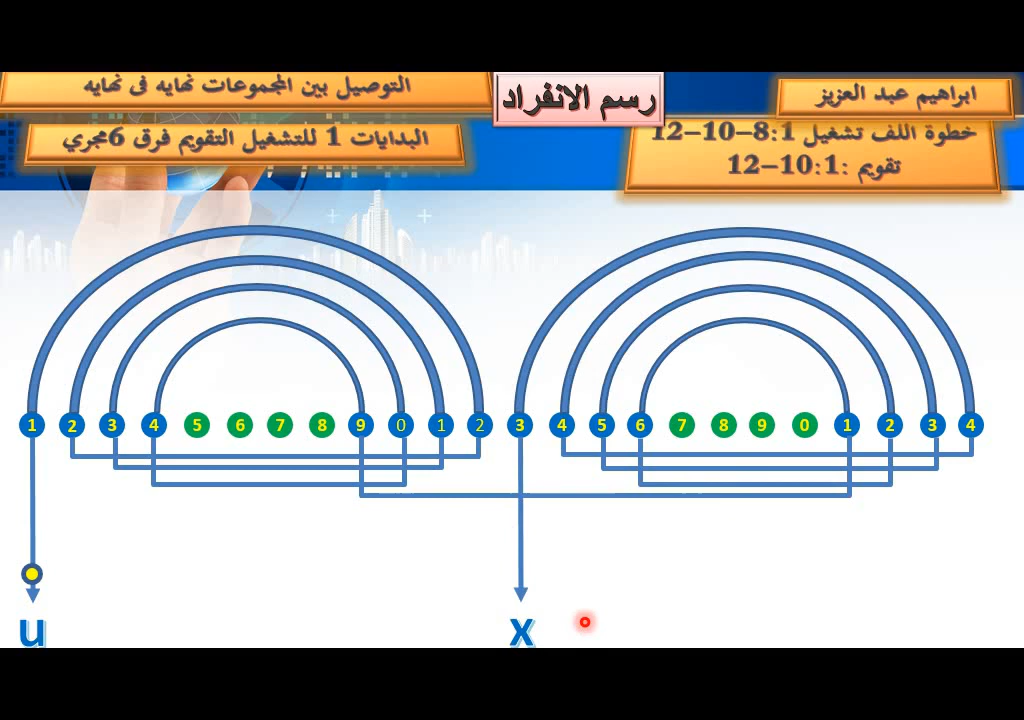 ابراهيم عبد العزيز
رسم الانفراد
التوصيل بين المجموعات نهايه فى نهايه
خطوة اللف تشغيل 1:8–10–12
تقويم :1:10–12
البدايات 1 للتشغيل التقويم فرق 6مجري
1 2 3 4 5 6 7 8 9 0 1 2 3 4 5 6 7 8 9 0 1 2 3 4
u x